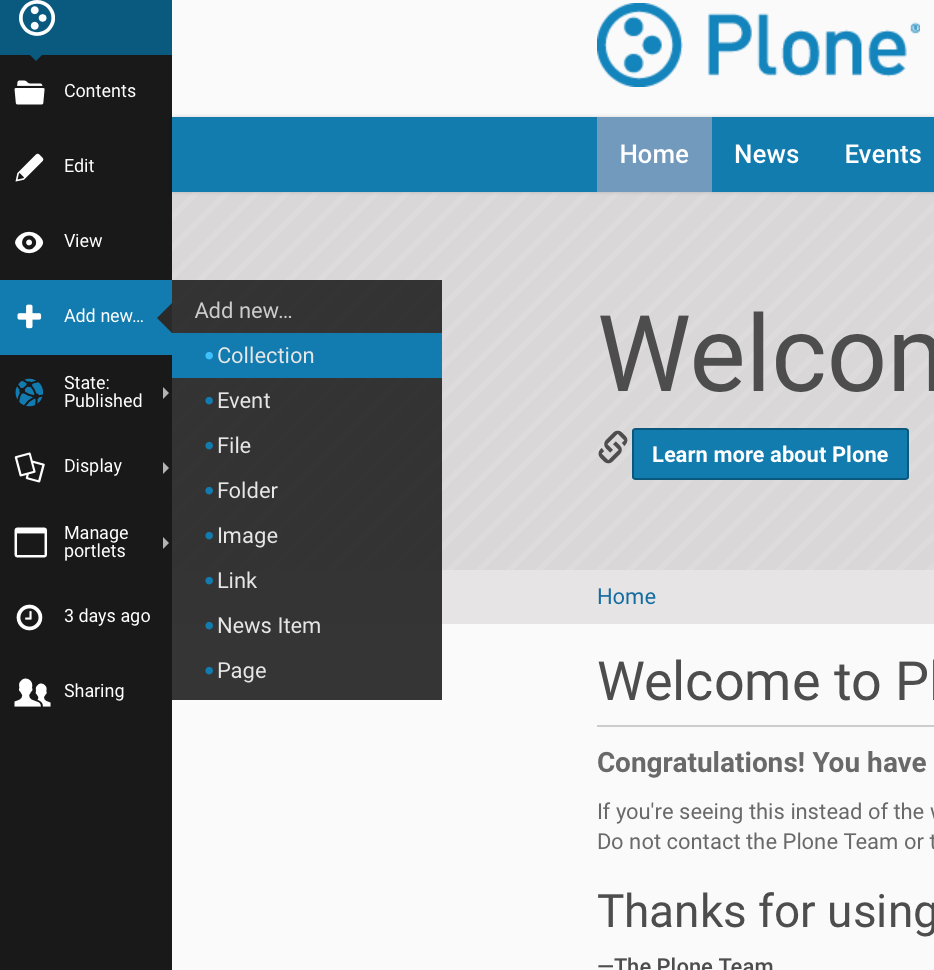 Plone®
Contents
Edit
View
Add new...
State:
Published
Display
Manage
portlets
3 days ago
Sharing
Add new...
Collection
Event
File
Folder
Image
Link
News Item
Page
Home News Events
Welcon
Learn more about Plone
Home
Welcome to Pl
Congratulations! You have
If you're seeing this instead of the
Do not contact the Plone Team or t
Thanks for using
—The Plone Team